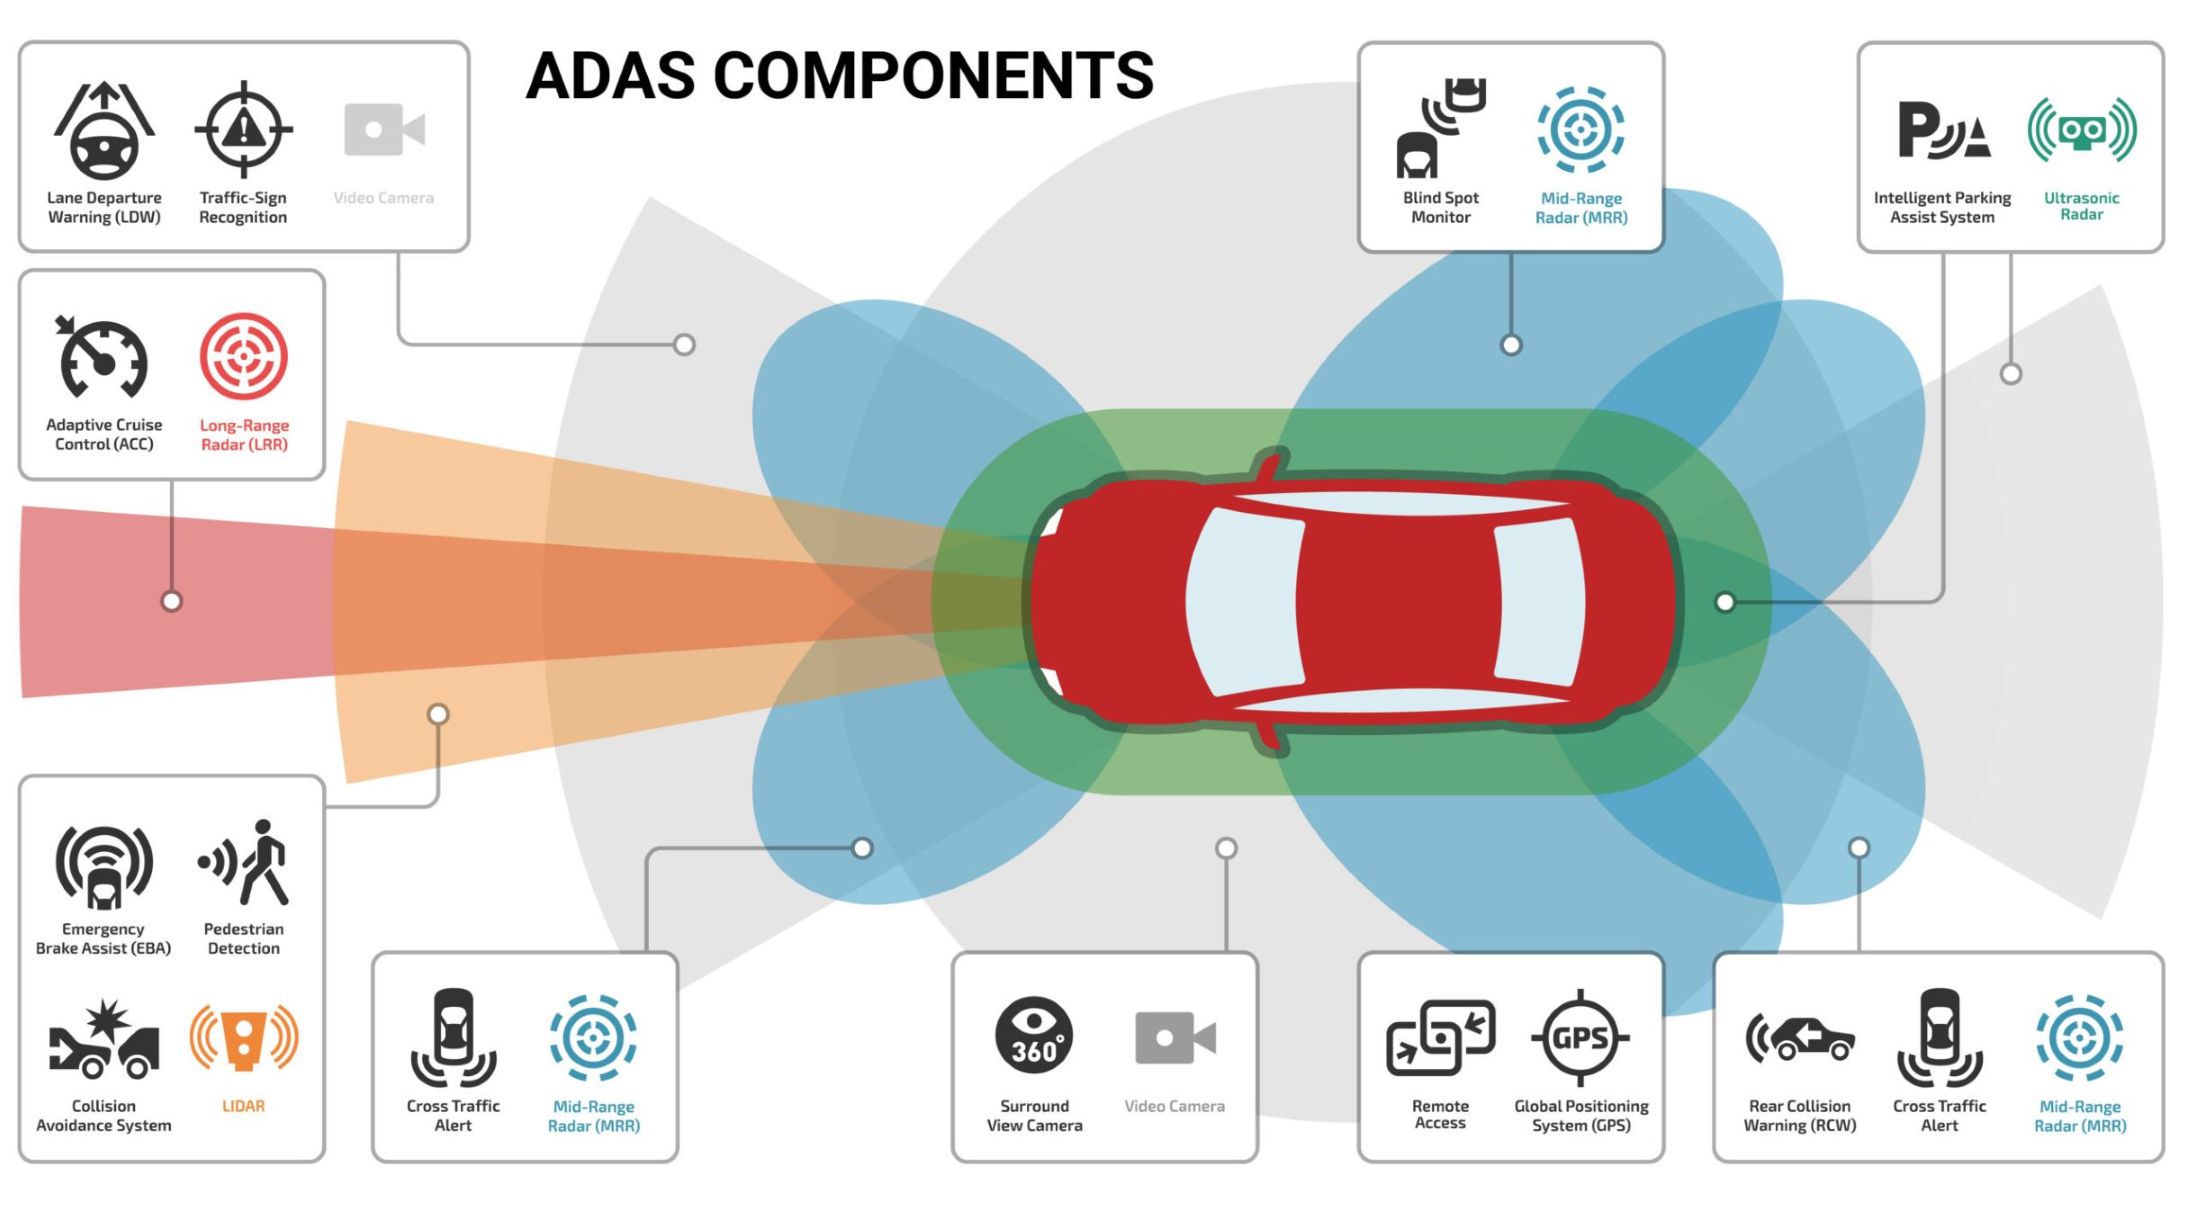 ADAS COMPONENTS
Lane Departure
Warning (LDW)
Traffic-Sign
Recognition
Video Camera
Blind Spot
Monitor
Mid-Range
Radar (MRR)
P
Intelligent Parking
Assist System
Ultrasonic
Radar
Adaptive Cruise
Control (ACC)
Long-Range
Radar (LRR)
Emergency
Brake Assist (EBA)
Pedestrian
Detection
Collision
Avoidance System
LIDAR
Cross Traffic
Alert
Mid-Range
Radar (MRR)
360°
Surround
View Camera
Video Camera
Remote
Access
GPS
Global Positioning
System (GPS)
Rear Collision
Warning (RCW)
Cross Traffic
Alert
Mid-Range
Radar (MRR)